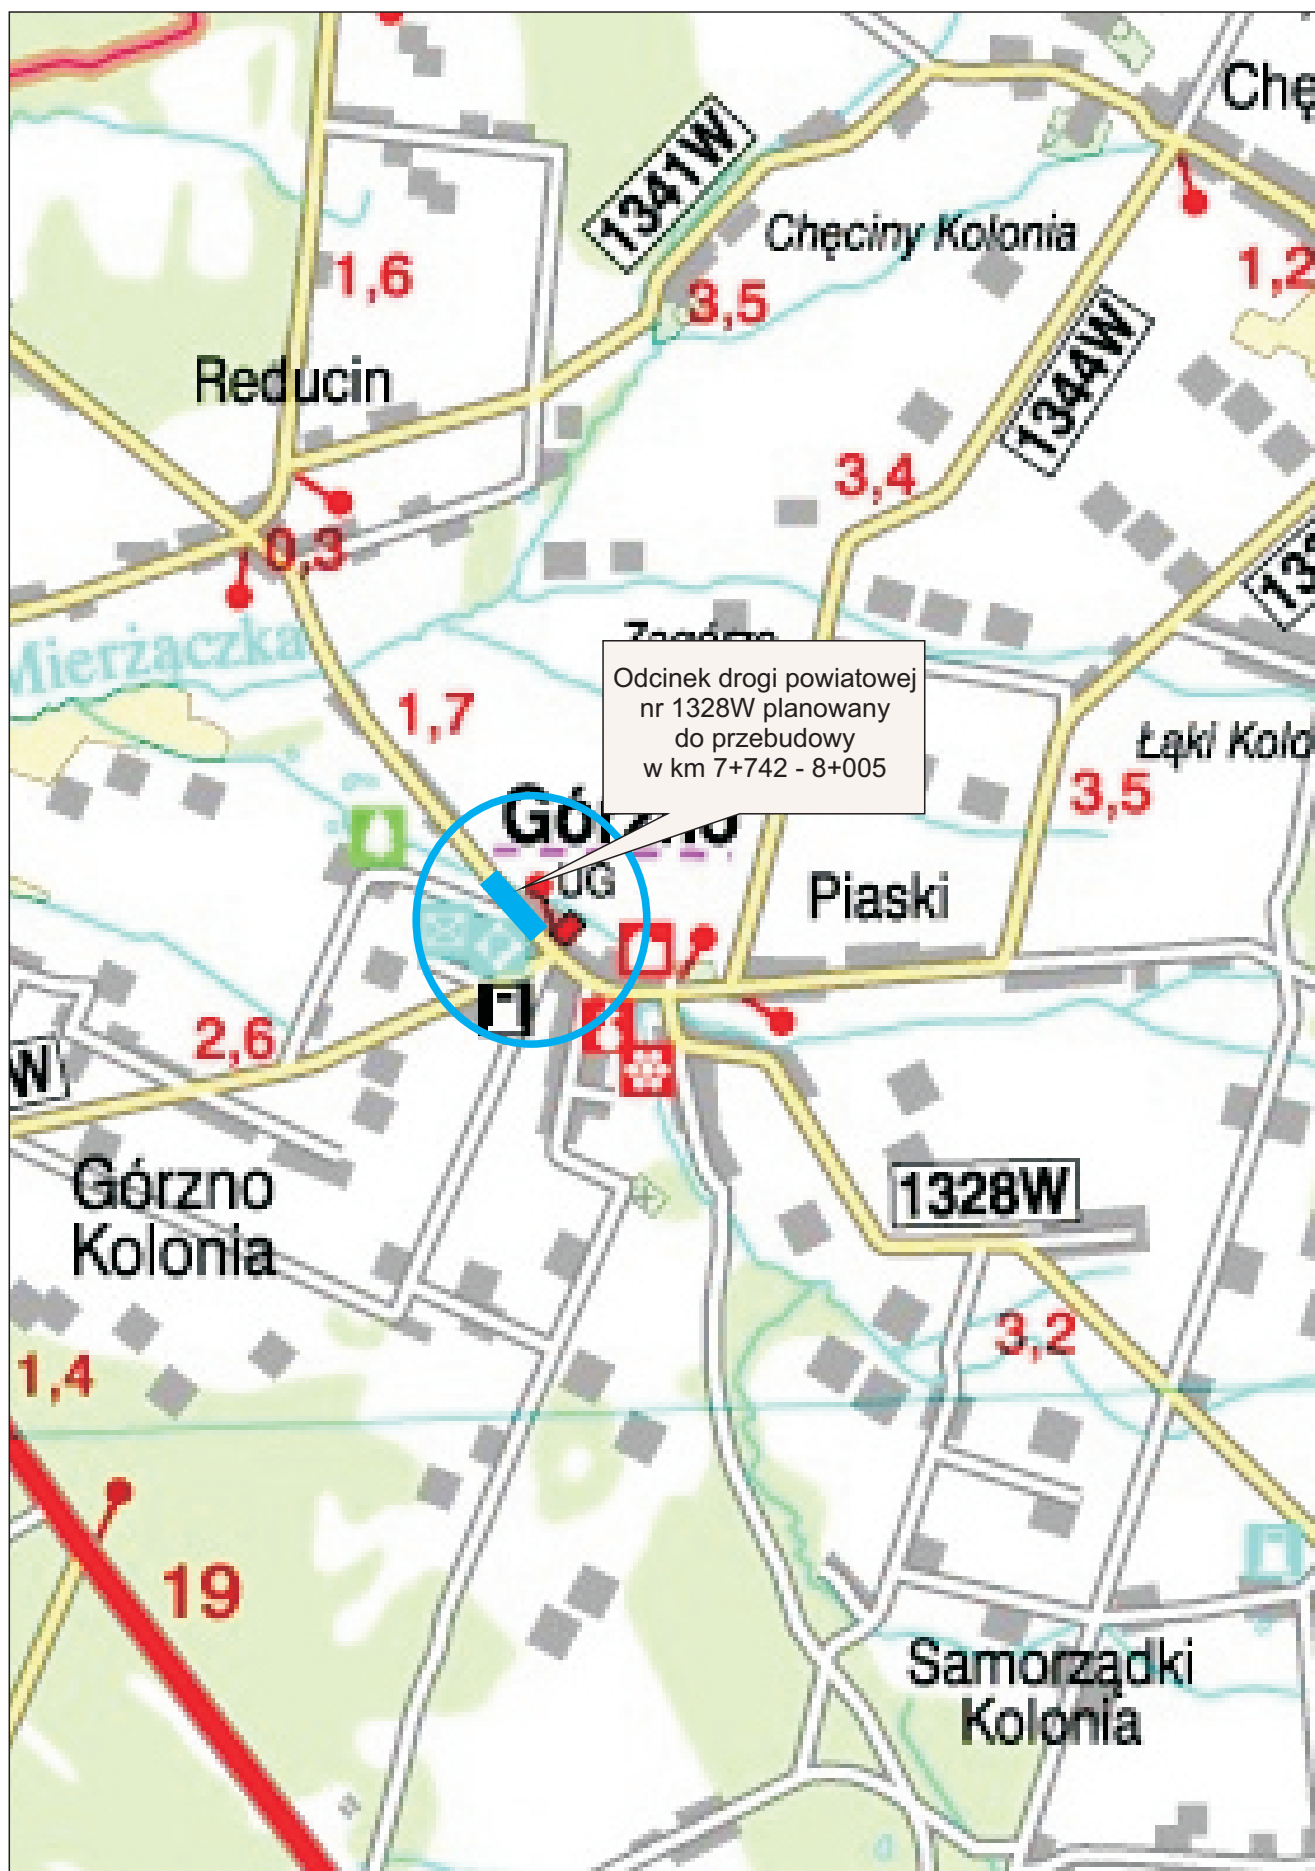 Chę
1341W
Chęciny Kolonia
1,6
3,5
1,2
Reducin
1344W
3,4
0,3
Mierzączka
Odcinek drogi powiatowej
nr 1328W planowany
do przebudowy
w km 7+742 - 8+005
1,7
Łąki Kolo
3,5
Górzno
UG
Piaski
2,6
W
Górzno
Kolonia
1328W
3,2
1,4
19
Samorządki
Kolonia